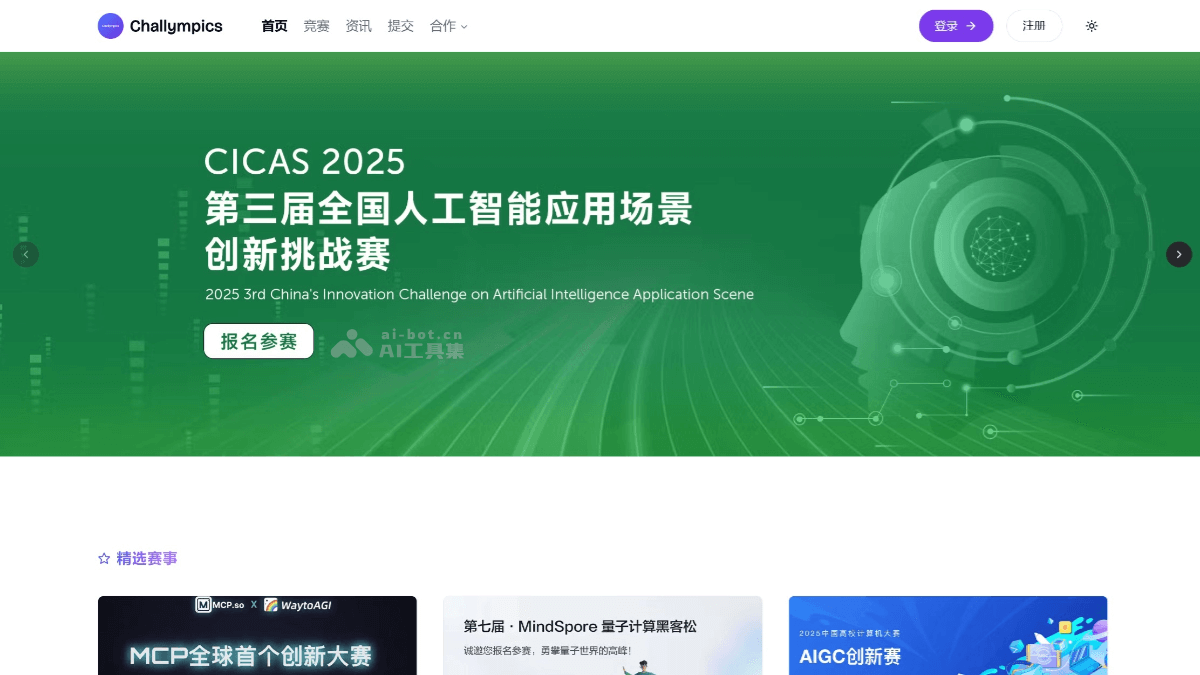 Challympics
首页
竞赛
资讯
提交
合作
登录 →
注册
CICAS 2025
第三届全国人工智能应用场景
创新挑战赛
2025 3rd China's Innovation Challenge on Artificial Intelligence Application Scene
报名参赛
ai-bot.cn
AI工具集
精选赛事
MCP.so X WaytoAGI
MCP全球首个创新大赛
第七届 · MindSpore 量子计算黑客松
诚邀您报名参赛，勇攀量子世界的高峰！
2025中国高校计算机大赛
AIGC创新赛